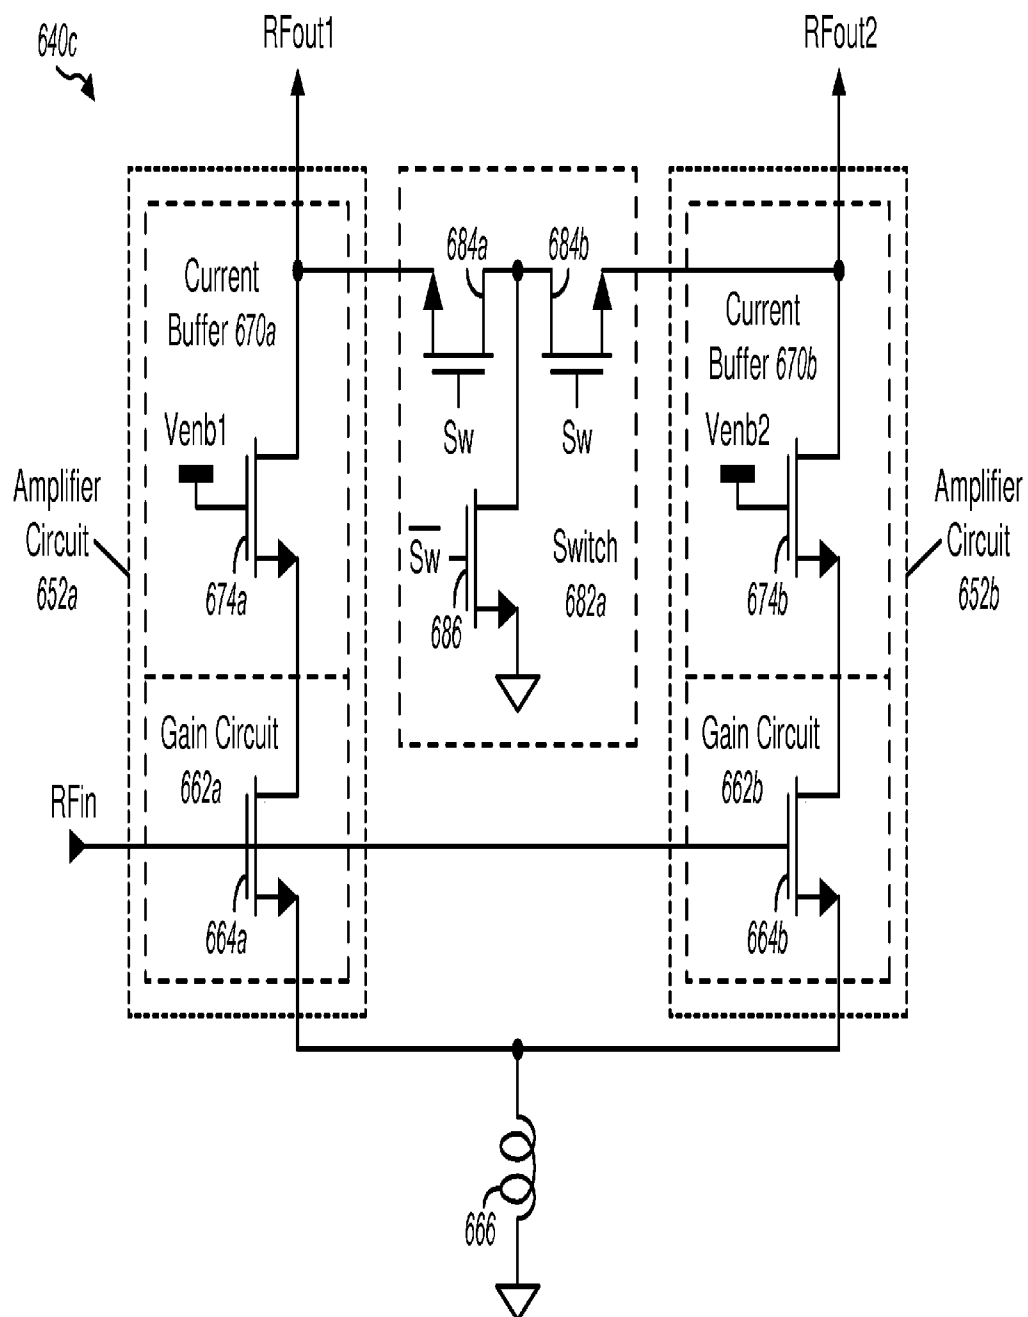 640c
RFout1
RFout2
684a
684b
Current
Buffer 670a
Current
Buffer 670b
Venb1
Sw
Sw
Venb2
Amplifier
Circuit
652a
674a
S̅w̅
686
Switch
682a
674b
Amplifier
Circuit
652b
Gain Circuit
662a
Gain Circuit
662b
RFin
664a
664b
666